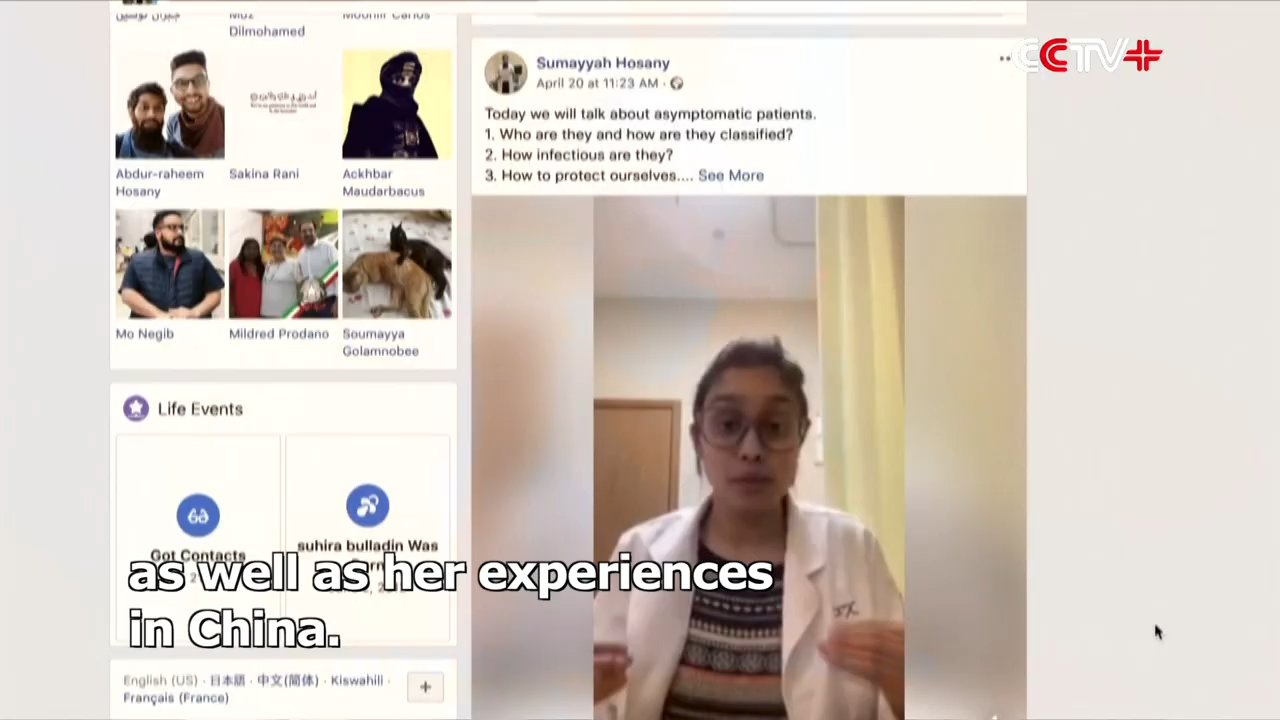 CCTV+
Dilmohamed
Abdur-raheem
Hosany
Sakina Rani
Ackhbar
Maudarbacus
Mo Negib
Mildred Prodano
Soumayya
Golamnobee
Life Events
Got Contacts
suhira bulladin Was
English (US) · 日本語 · 中文(简体) · Kiswahili ·
Français (France)
+
Sumayyah Hosany
April 20 at 11:23 AM ·
Today we will talk about asymptomatic patients.
1. Who are they and how are they classified?
2. How infectious are they?
3. How to protect ourselves.... See More
as well as her experiences
in China.